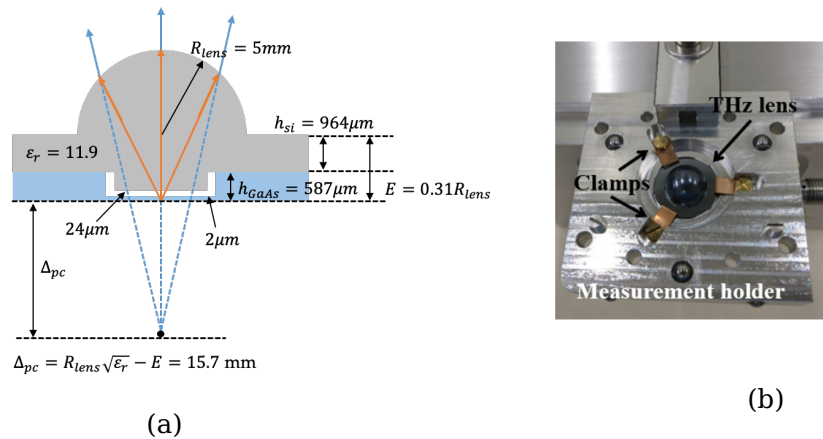 R_lens = 5mm
h_si = 964μm
ε_r = 11.9
h_GaAs = 587μm
E = 0.31R_lens
24μm
2μm
Δ_pc
Δ_pc = R_lens√ε_r − E = 15.7 mm
(a)
THz lens
Clamps
Measurement holder
(b)